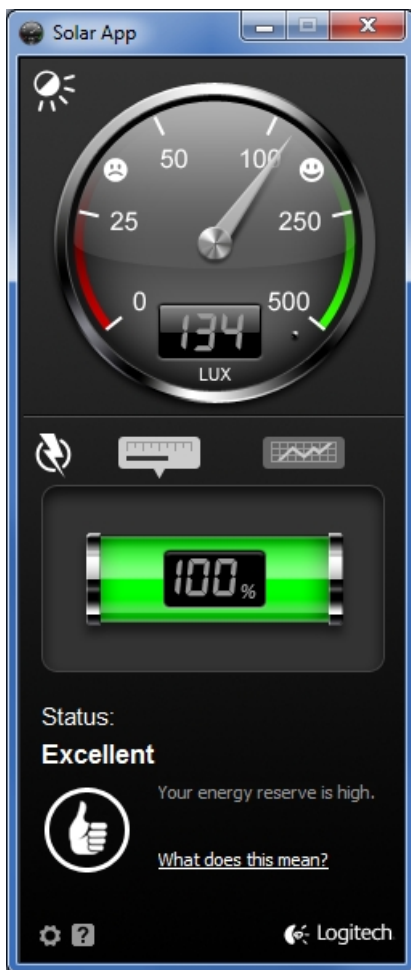 Solar App
50
100
25
250
0
500
134
LUX
100%
Status:
Excellent
Your energy reserve is high.
What does this mean?
?
Logitech